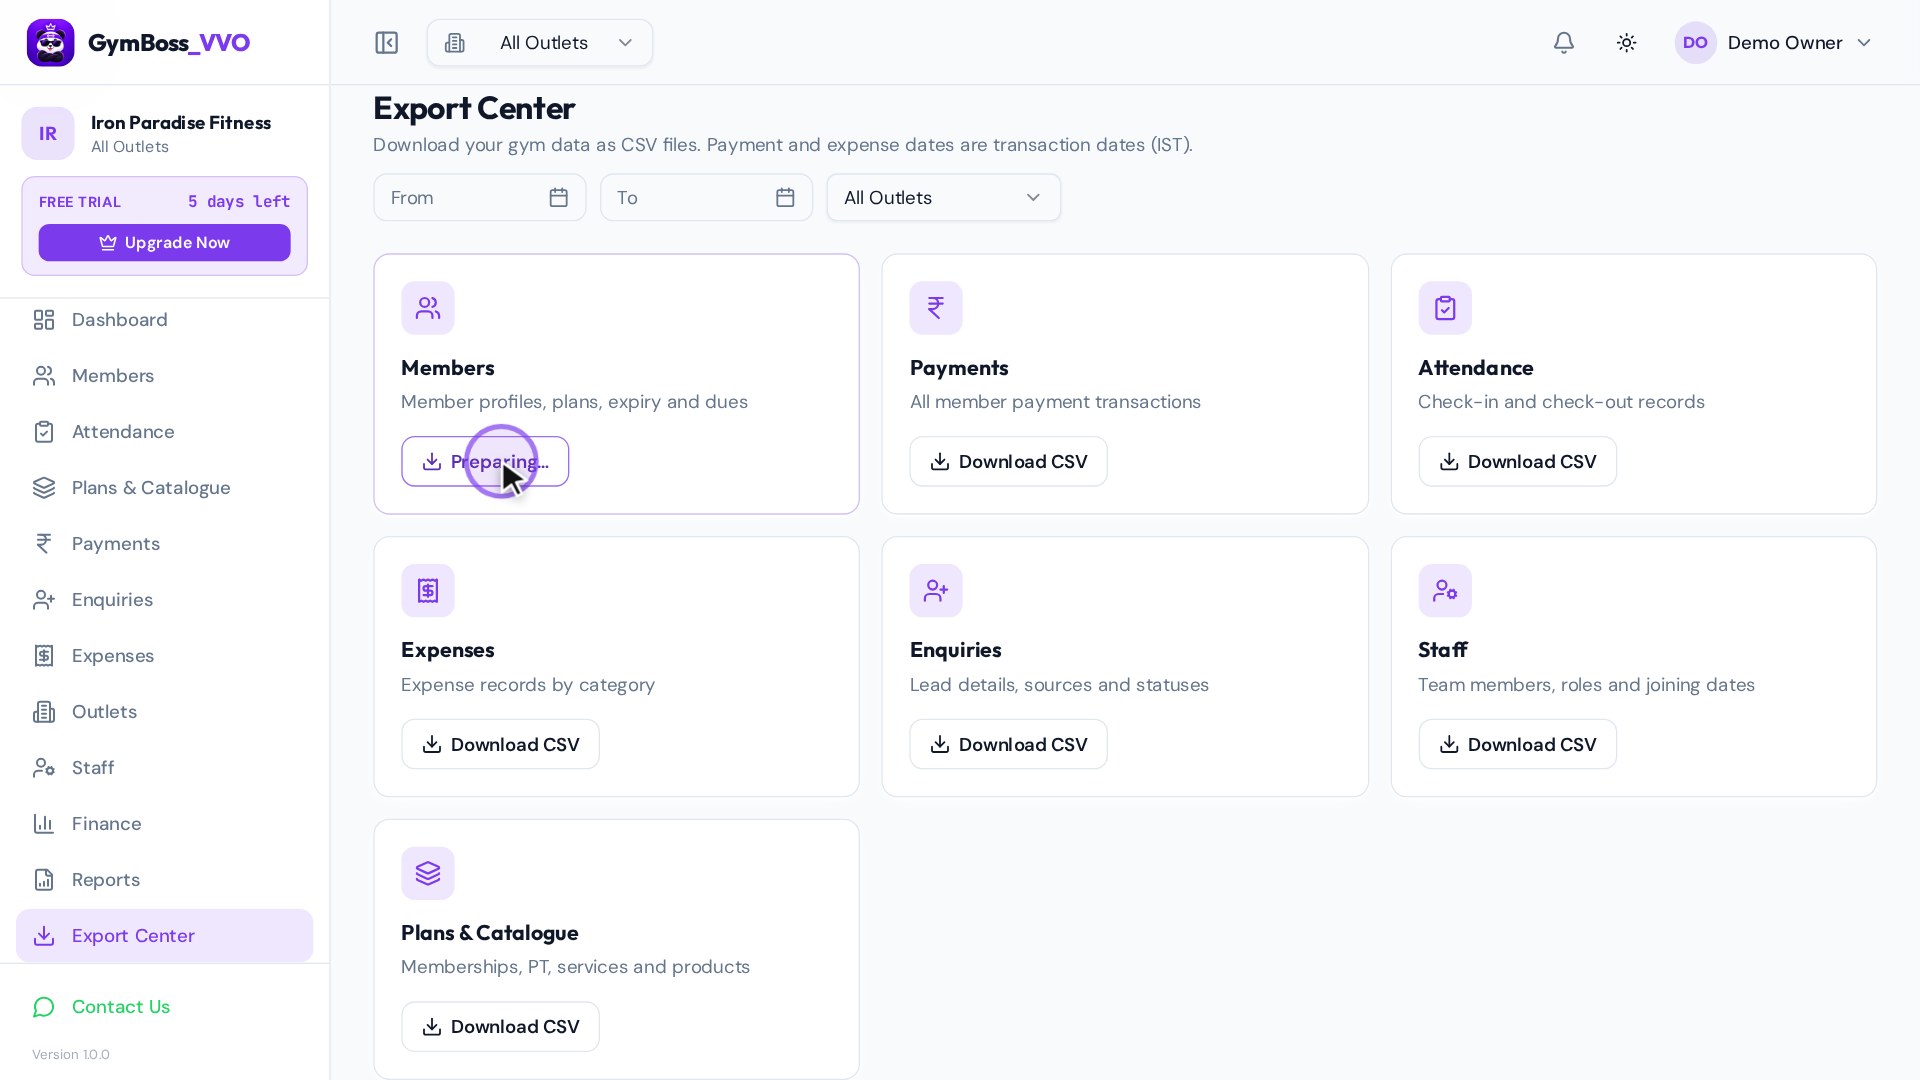 GymBoss_VVO
All Outlets
DO
Demo Owner
IR
Iron Paradise Fitness
All Outlets
FREE TRIAL
5 days left
Upgrade Now
Dashboard
Members
Attendance
Plans & Catalogue
Payments
Enquiries
Expenses
Outlets
Staff
Finance
Reports
Export Center
Contact Us
Version 1.0.0
Export Center
Download your gym data as CSV files. Payment and expense dates are transaction dates (IST).
From
To
All Outlets
Members
Member profiles, plans, expiry and dues
Preparing...
Payments
All member payment transactions
Download CSV
Attendance
Check-in and check-out records
Download CSV
Expenses
Expense records by category
Download CSV
Enquiries
Lead details, sources and statuses
Download CSV
Staff
Team members, roles and joining dates
Download CSV
Plans & Catalogue
Memberships, PT, services and products
Download CSV